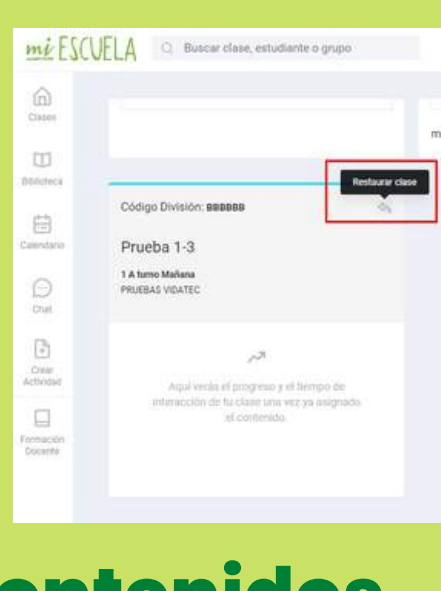 mi ESCUELA
Buscar clase, estudiante o grupo
Clases
Biblioteca
Calendario
Chat
Crear
Actividad
Formación
Docente
m
Restaurar clase
Código División: BBBBBB
Prueba 1-3
1 A turno Mañana
PRUEBAS VIDATEC
Aquí verás el progreso y el tiempo de
interacción de tu clase una vez ya asignado
el contenido.
ontenidos